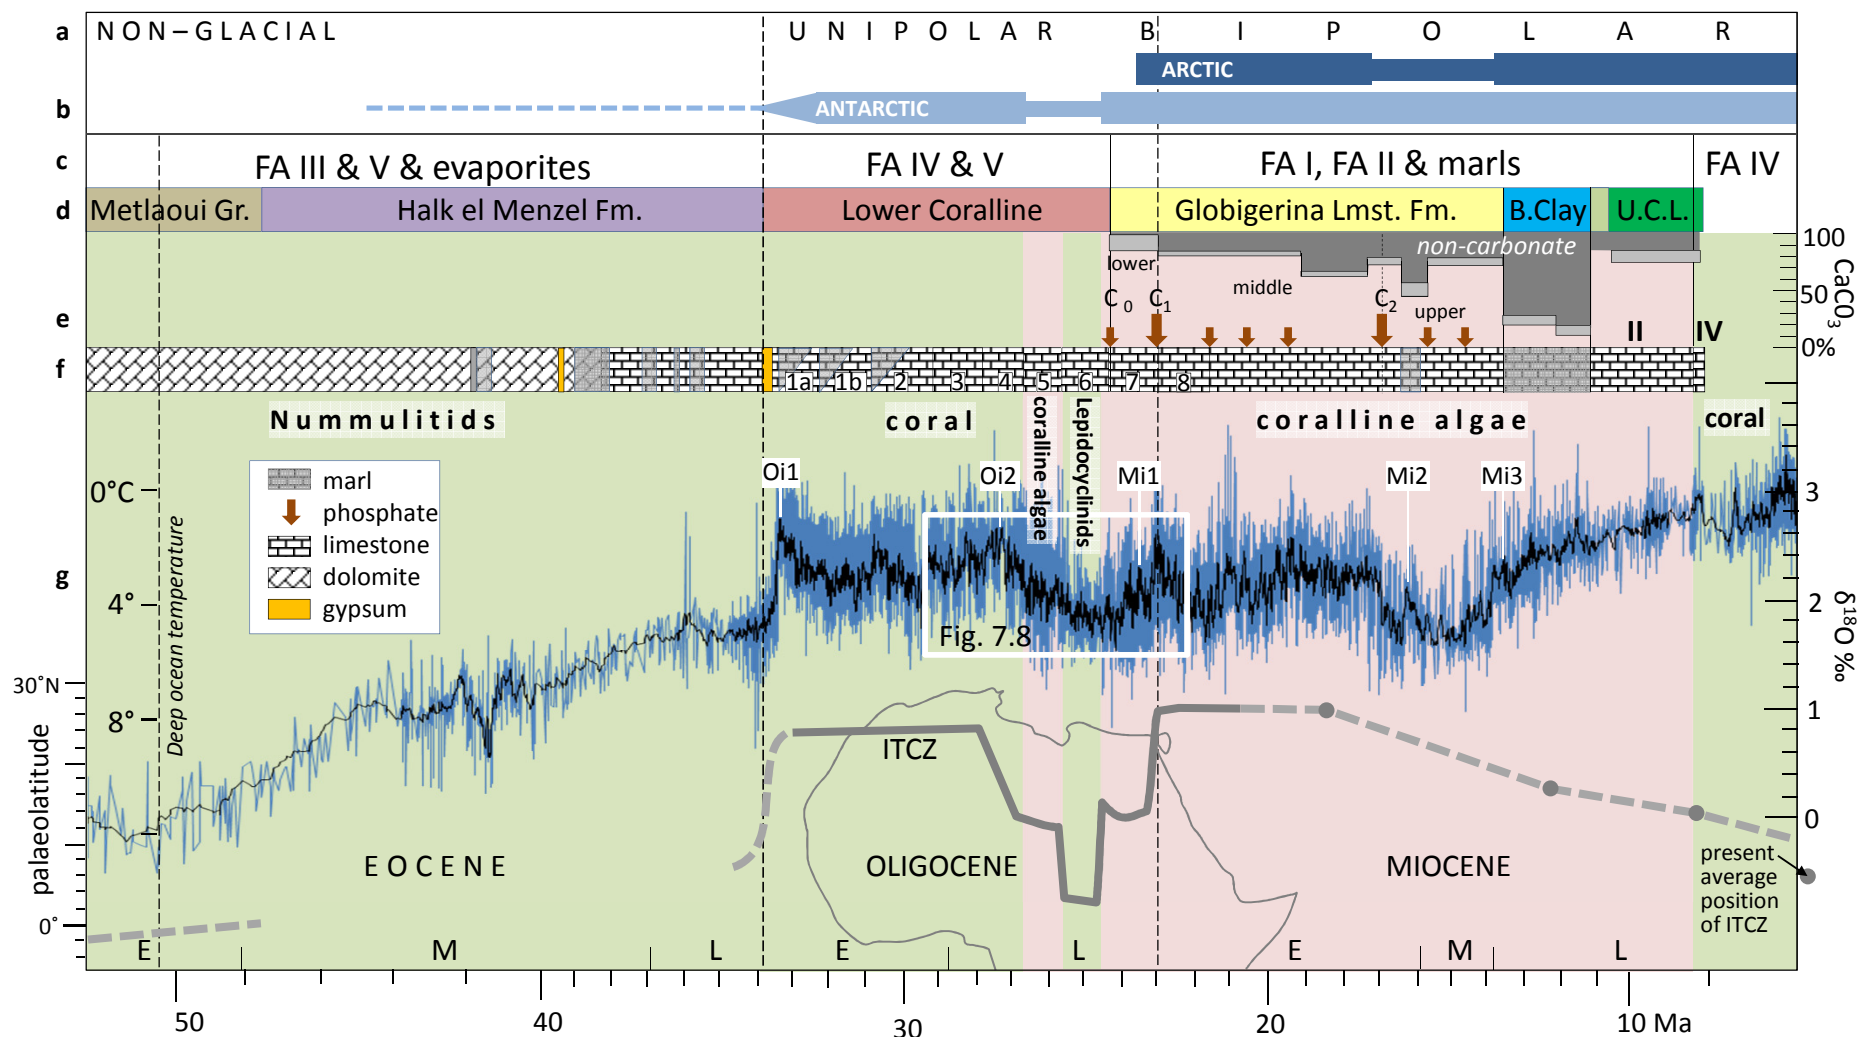 a
NON–GLACIAL
UNIPOLAR
BIPOLAR
ARCTIC
b
ANTARCTIC
c
FA III & V & evaporites
FA IV & V
FA I, FA II & marls
FA IV
d
Metlaoui Gr.
Halk el Menzel Fm.
Lower Coralline
Globigerina Lmst. Fm.
B.Clay
U.C.L.
non-carbonate
100
50
0%
CaCO3
lower
middle
upper
C0
C1
C2
II
IV
e
f
1a
1b
2
3
4
5
6
7
8
Nummulitids
coral
coralline algae
Lepidocyclinids
coralline algae
coral
marl
phosphate
limestone
dolomite
gypsum
Oi1
Oi2
Mi1
Mi2
Mi3
0°C
4°
8°
Deep ocean temperature
g
3
2
1
0
δ18O ‰
Fig. 7.8
30°N
0°
palaeolatitude
ITCZ
EOCENE
OLIGOCENE
MIOCENE
present
average
position
of ITCZ
E
M
L
E
L
E
M
L
50
40
30
20
10 Ma